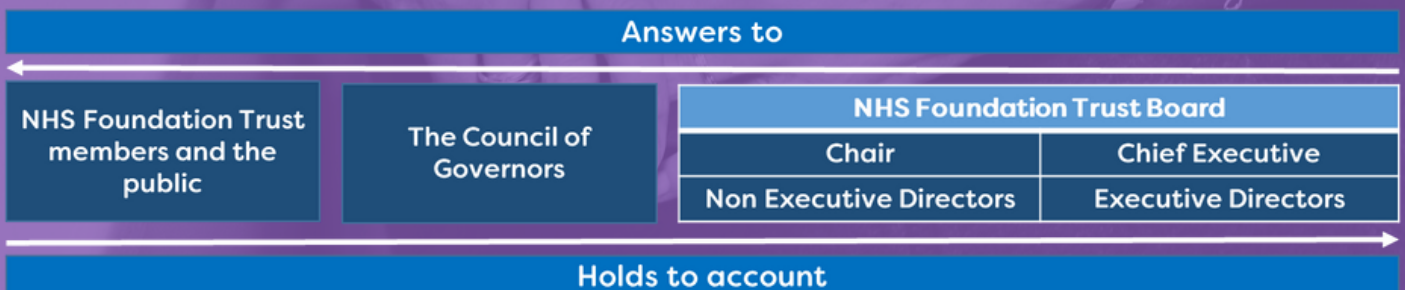 Answers to
NHS Foundation Trust
members and the
public
The Council of
Governors
NHS Foundation Trust Board
Chair
Chief Executive
Non Executive Directors
Executive Directors
Holds to account